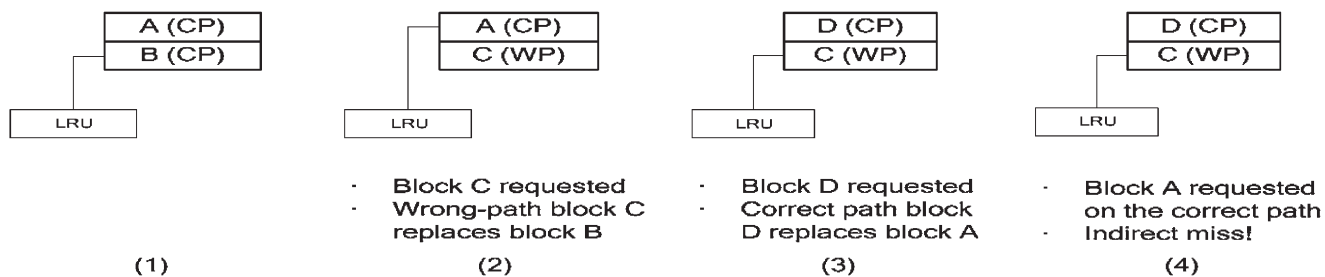 A (CP)
B (CP)
LRU
A (CP)
C (WP)
LRU
D (CP)
C (WP)
LRU
D (CP)
C (WP)
LRU
· Block C requested
· Wrong-path block C
replaces block B
· Block D requested
· Correct path block
D replaces block A
· Block A requested
on the correct path
· Indirect miss!
(1)
(2)
(3)
(4)